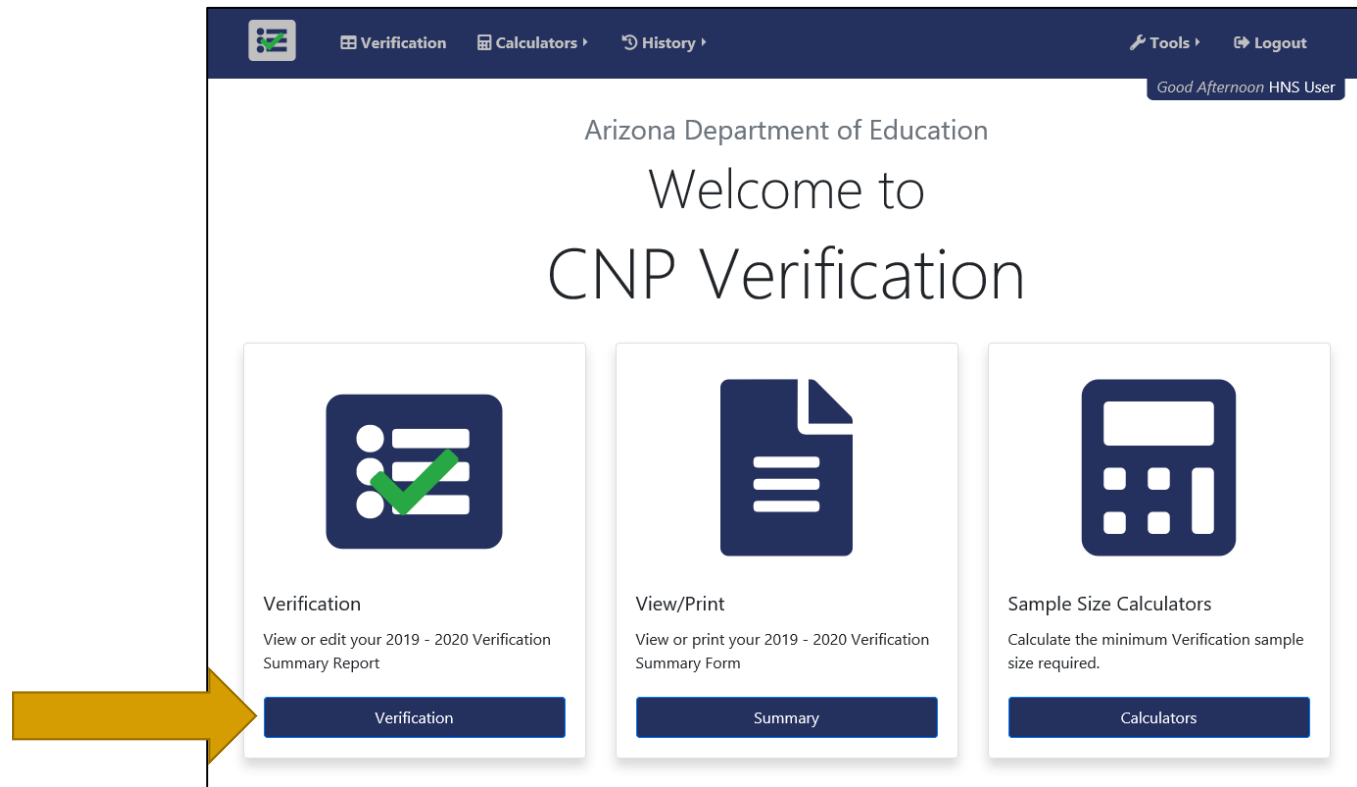 Verification Calculators History Tools Logout
Good Afternoon HNS User
Arizona Department of Education
Welcome to
CNP Verification
Verification
View or edit your 2019 - 2020 Verification
Summary Report
Verification
View/Print
View or print your 2019 - 2020 Verification
Summary Form
Summary
Sample Size Calculators
Calculate the minimum Verification sample
size required.
Calculators